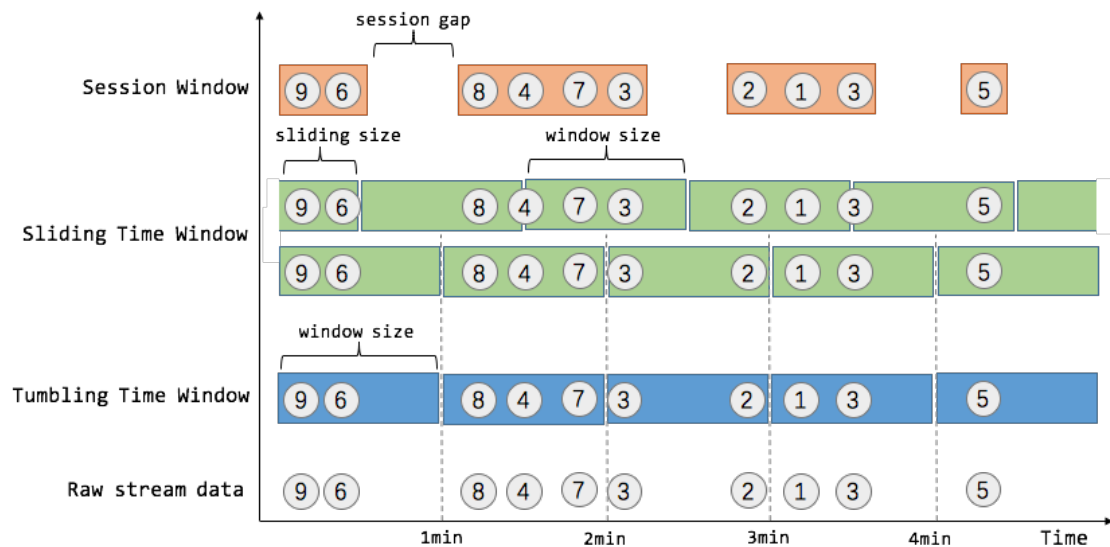 session gap
Session Window
9 6 8 4 7 3 2 1 3 5
sliding size
window size
9 6 8 4 7 3 2 1 3 5
Sliding Time Window
9 6 8 4 7 3 2 1 3 5
window size
Tumbling Time Window
9 6 8 4 7 3 2 1 3 5
Raw stream data
9 6 8 4 7 3 2 1 3 5
1min 2min 3min 4min Time